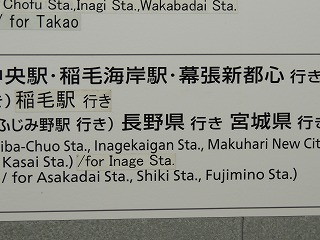 Chofu Sta.,Inagi Sta.,Wakabadai Sta.
/ for Takao
中央駅・稲毛海岸駅・幕張新都心 行き
き) 稲毛駅 行き
ふじみ野駅 行き) 長野県 行き 宮城県 行き
iba-Chuo Sta., Inagekaigan Sta., Makuhari New City
Kasai Sta.) /for Inage Sta.
/ for Asakadai Sta., Shiki Sta., Fujimino Sta.)